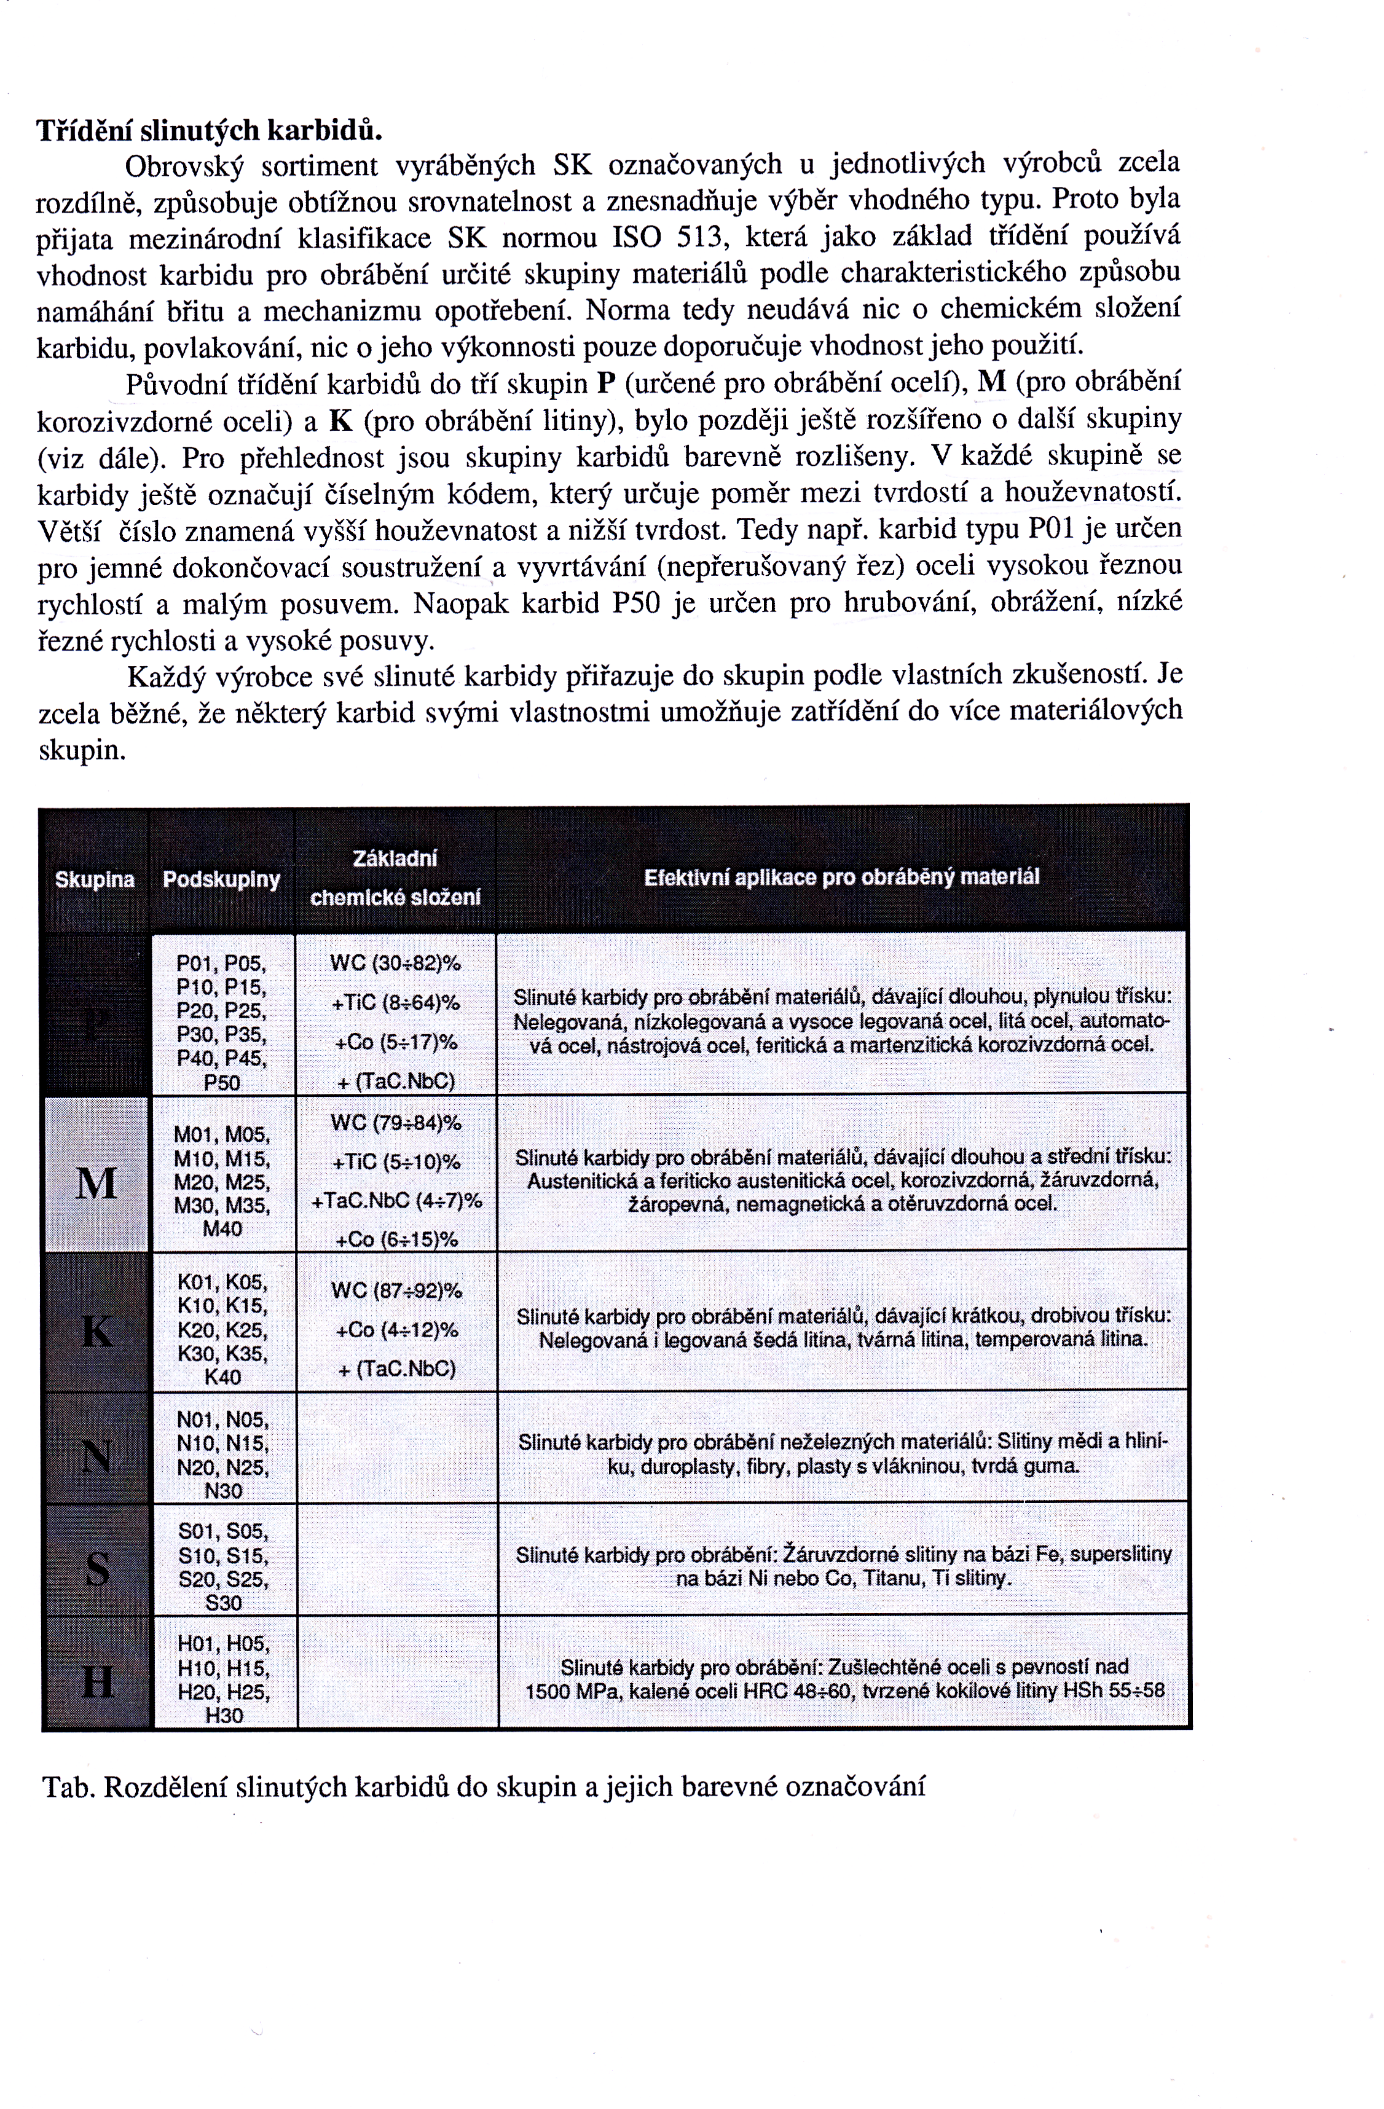 Třídění slinutých karbidů.
Obrovský sortiment vyráběných SK označovaných u jednotlivých výrobců zcela
rozdílně, způsobuje obtížnou srovnatelnost a znesnadňuje výběr vhodného typu. Proto byla
přijata mezinárodní klasifikace SK normou ISO 513, která jako základ třídění používá
vhodnost karbidu pro obrábění určité skupiny materiálů podle charakteristického způsobu
namáhání břitu a mechanizmu opotřebení. Norma tedy neudává nic o chemickém složení
karbidu, povlakování, nic o jeho výkonnosti pouze doporučuje vhodnost jeho použití.
Původní třídění karbidů do tří skupin P (určené pro obrábění ocelí), M (pro obrábění
korozivzdorné oceli) a K (pro obrábění litiny), bylo později ještě rozšířeno o další skupiny
(viz dále). Pro přehlednost jsou skupiny karbidů barevně rozlišeny. V každé skupině se
karbidy ještě označují číselným kódem, který určuje poměr mezi tvrdostí a houževnatostí.
Větší číslo znamená vyšší houževnatost a nižší tvrdost. Tedy např. karbid typu P01 je určen
pro jemné dokončovací soustružení a vyvrtávání (nepřerušovaný řez) oceli vysokou řeznou
rychlostí a malým posuvem. Naopak karbid P50 je určen pro hrubování, obrážení, nízké
řezné rychlosti a vysoké posuvy.
Každý výrobce své slinuté karbidy přiřazuje do skupin podle vlastních zkušeností. Je
zcela běžné, že některý karbid svými vlastnostmi umožňuje zatřídění do více materiálových
skupin.
Skupina
Podskupiny
Základní
chemické složení
Efektivní aplikace pro obráběný materiál
P
P01, P05,
P10, P15,
P20, P25,
P30, P35,
P40, P45,
P50
WC (30÷82)%
+TiC (8÷64)%
+Co (5÷17)%
+ (TaC.NbC)
Slinuté karbidy pro obrábění materiálů, dávající dlouhou, plynulou třísku:
Nelegovaná, nízkolegovaná a vysoce legovaná ocel, litá ocel, automato-
vá ocel, nástrojová ocel, feritická a martenzitická korozivzdorná ocel.
M
M01, M05,
M10, M15,
M20, M25,
M30, M35,
M40
WC (79÷84)%
+TiC (5÷10)%
+TaC.NbC (4÷7)%
+Co (6÷15)%
Slinuté karbidy pro obrábění materiálů, dávající dlouhou a střední třísku:
Austenitická a feriticko austenitická ocel, korozivzdorná, žáruvzdorná,
žáropevná, nemagnetická a otěruvzdorná ocel.
K
K01, K05,
K10, K15,
K20, K25,
K30, K35,
K40
WC (87÷92)%
+Co (4÷12)%
+ (TaC.NbC)
Slinuté karbidy pro obrábění materiálů, dávající krátkou, drobivou třísku:
Nelegovaná i legovaná šedá litina, tvárná litina, temperovaná litina.
N
N01, N05,
N10, N15,
N20, N25,
N30
Slinuté karbidy pro obrábění neželezných materiálů: Slitiny mědi a hliní-
ku, duroplasty, fibry, plasty s vlákninou, tvrdá guma.
S
S01, S05,
S10, S15,
S20, S25,
S30
Slinuté karbidy pro obrábění: Žáruvzdorné slitiny na bázi Fe, superslitiny
na bázi Ni nebo Co, Titanu, Ti slitiny.
H
H01, H05,
H10, H15,
H20, H25,
H30
Slinuté karbidy pro obrábění: Zušlechtěné oceli s pevností nad
1500 MPa, kalené oceli HRC 48÷60, tvrzené kokilové litiny HSh 55÷58
Tab. Rozdělení slinutých karbidů do skupin a jejich barevné označování